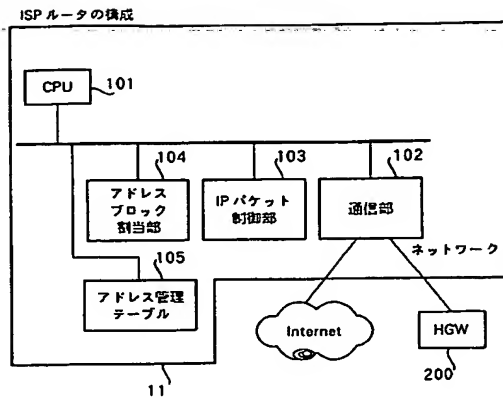 ISP ルータの構成
CPU
101
104
103
102
アドレス
ブロック
割当部
IP パケット
制御部
通信部
ネットワーク
105
アドレス管理
テーブル
Internet
HGW
200
11